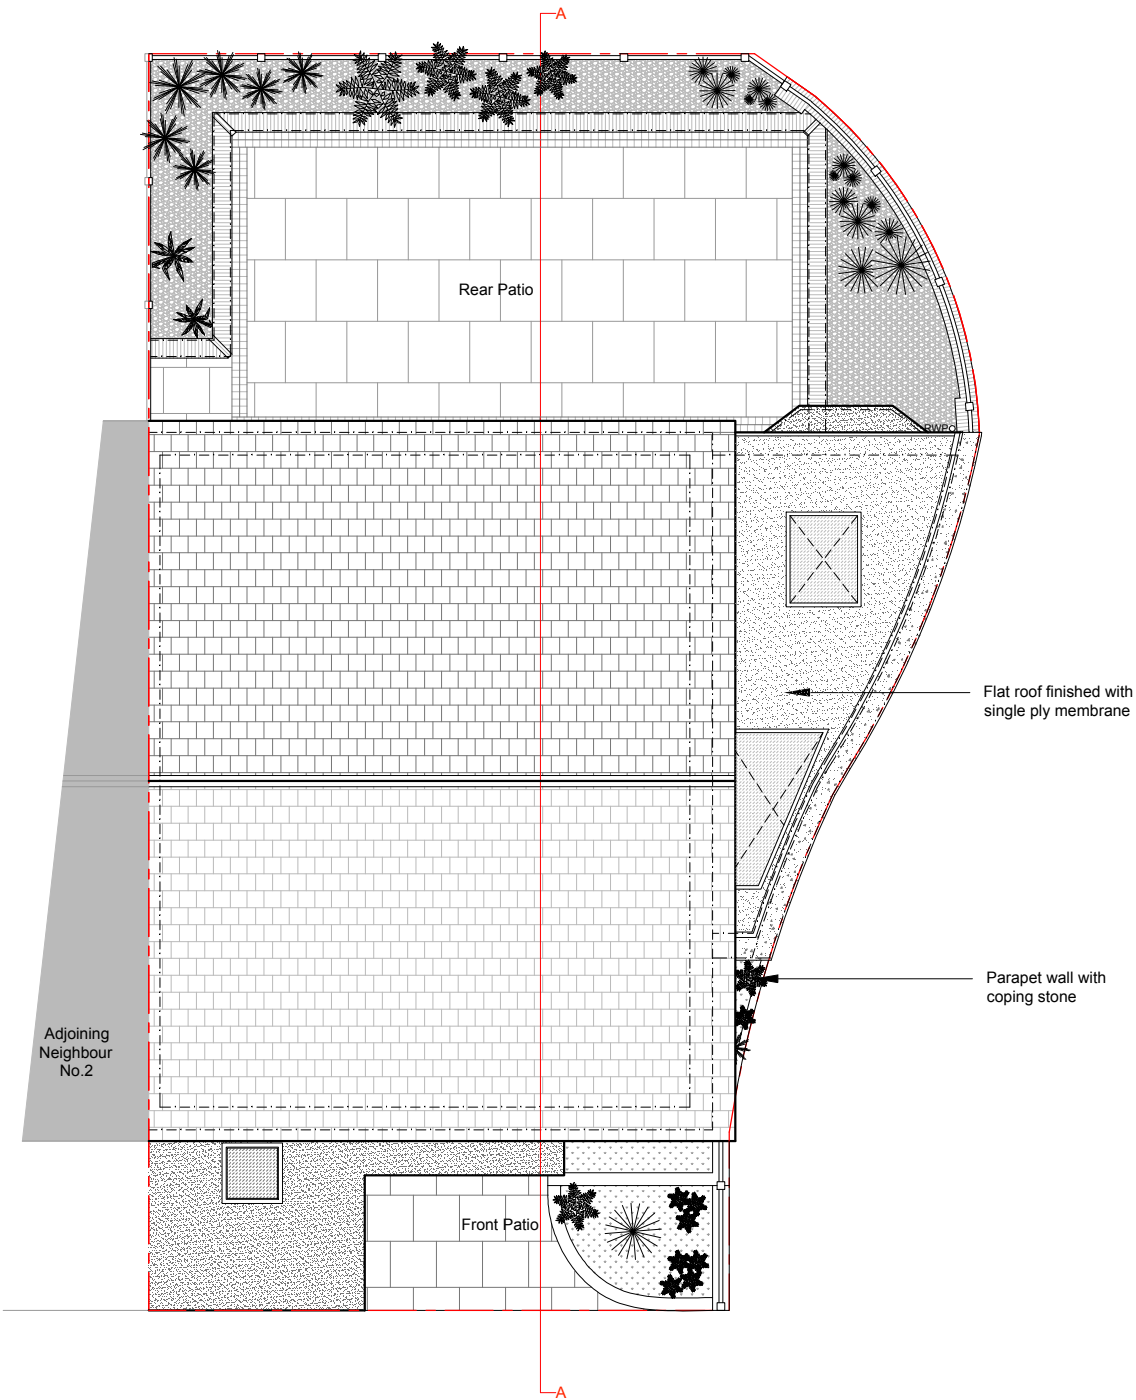 A
Rear Patio
RWPO
Flat roof finished with
single ply membrane
Parapet wall with
coping stone
Adjoining
Neighbour
No.2
Front Patio
A